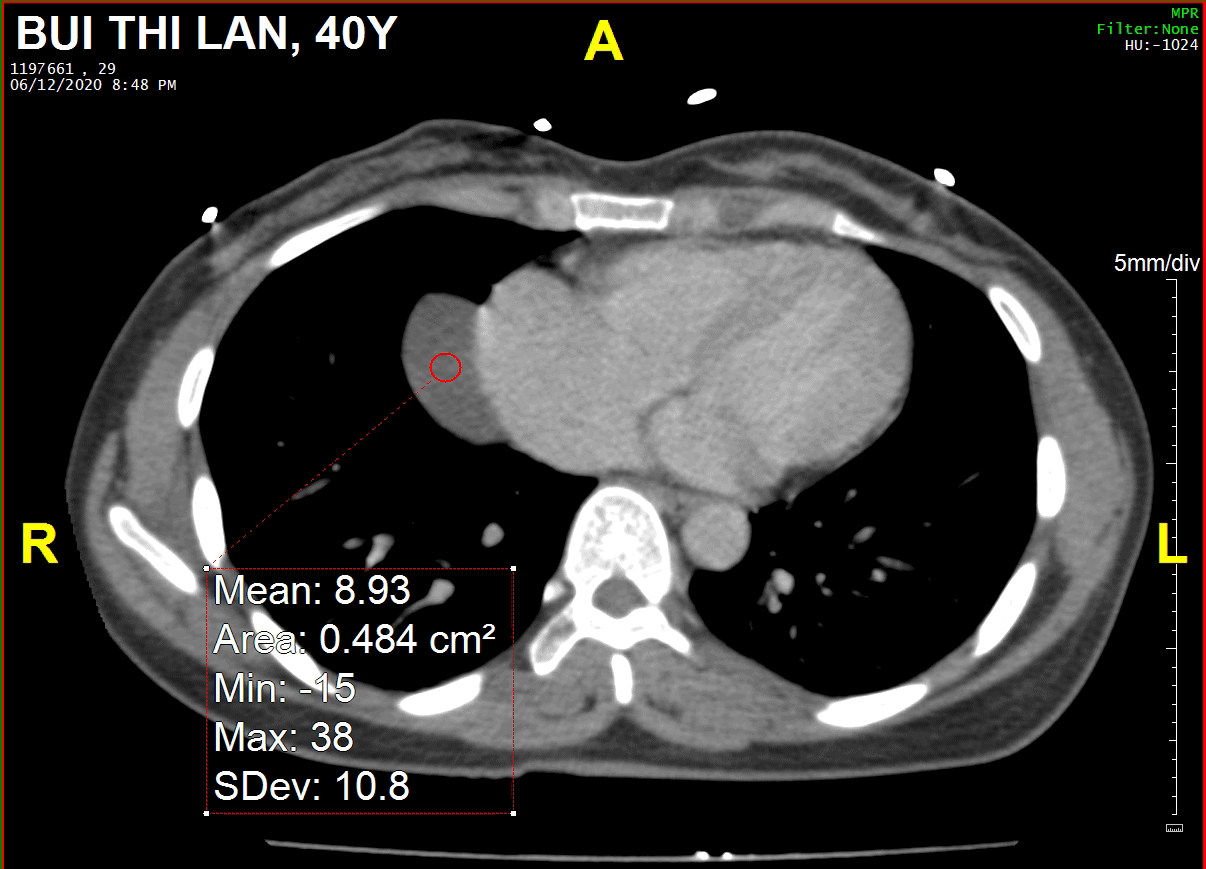 BUI THI LAN, 40Y
1197661 , 29
06/12/2020 8:48 PM
A
MPR
Filter:None
HU:-1024
5mm/div
R
L
Mean: 8.93
Area: 0.484 cm²
Min: -15
Max: 38
SDev: 10.8